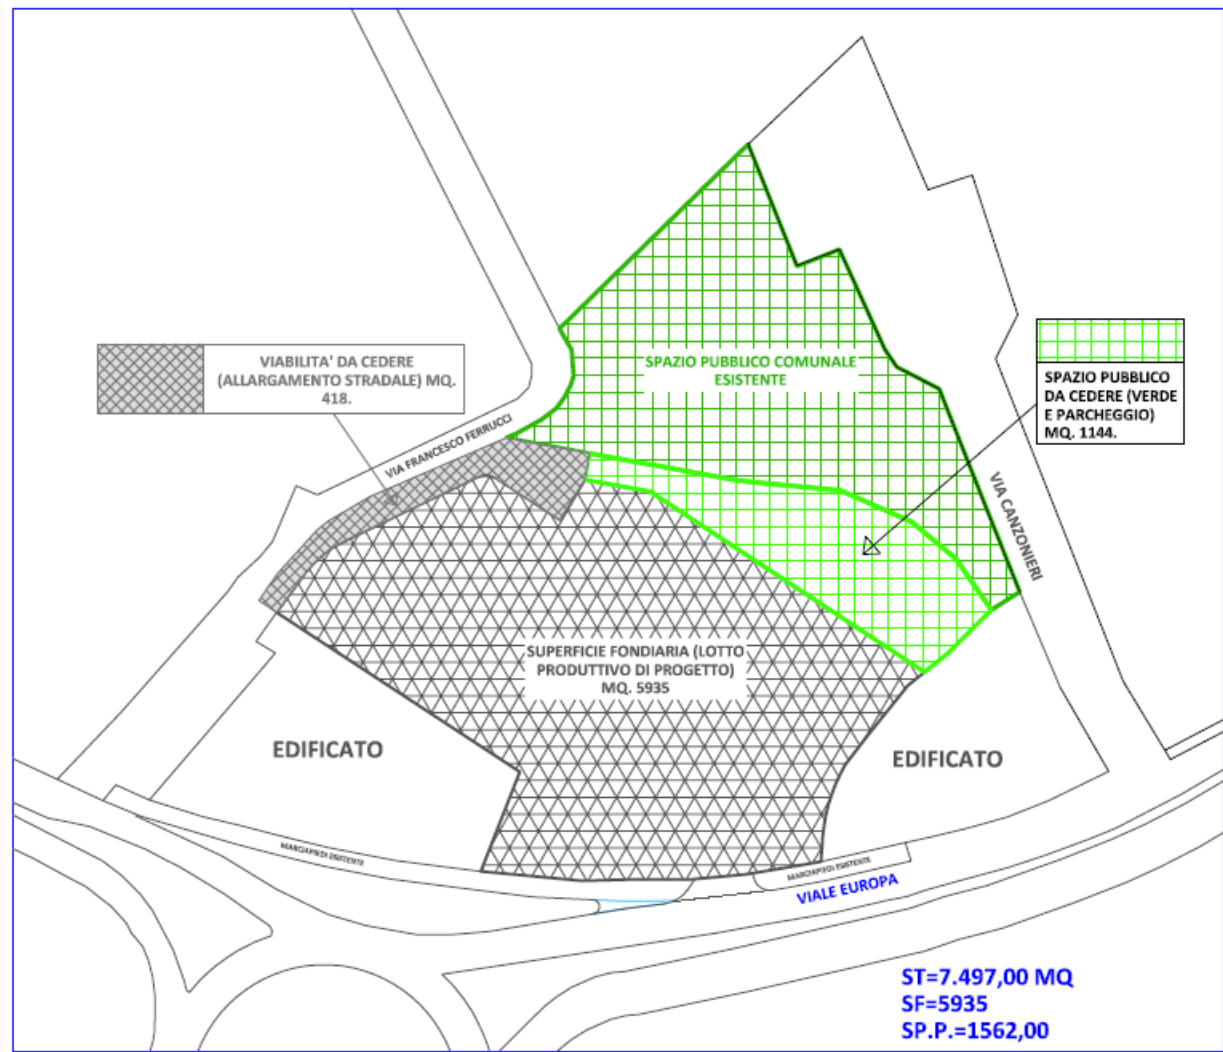 SPAZIO PUBBLICO COMUNALE
ESISTENTE
VIABILITA' DA CEDERE
(ALLARGAMENTO STRADALE) MQ.
418.
SPAZIO PUBBLICO
DA CEDERE (VERDE
E PARCHEGGIO)
MQ. 1144.
VIA FRANCESCO FERRUCCI
VIA CANZONIERI
SUPERFICIE FONDIARIA (LOTTO
PRODUTTIVO DI PROGETTO)
MQ. 5935
EDIFICATO
EDIFICATO
MARCIAPIEDI ESISTENTE
MARCIAPIEDI ESISTENTE
VIALE EUROPA
ST=7.497,00 MQ
SF=5935
SP.P.=1562,00